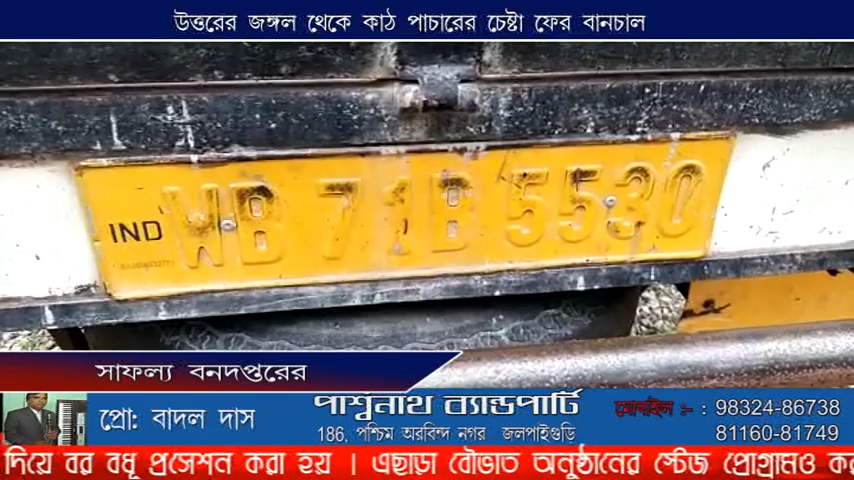 উত্তরের জঙ্গল থেকে কাঠ পাচারের চেষ্টা ফের বানচাল
IND WB 71B 5530
সাফল্য বনদপ্তরের
পার্শ্বনাথ ব্যান্ডপার্টি
প্রো: বাদল দাস
মোবাইল :- : 98324-86738
186, পশ্চিম অরবিন্দ নগর জলপাইগুড়ি
81160-81749
দিয়ে বর বধূ প্রসেশন করা হয় । এছাড়া বৌভাত অনুষ্ঠানের স্টেজ প্রোগ্রামও